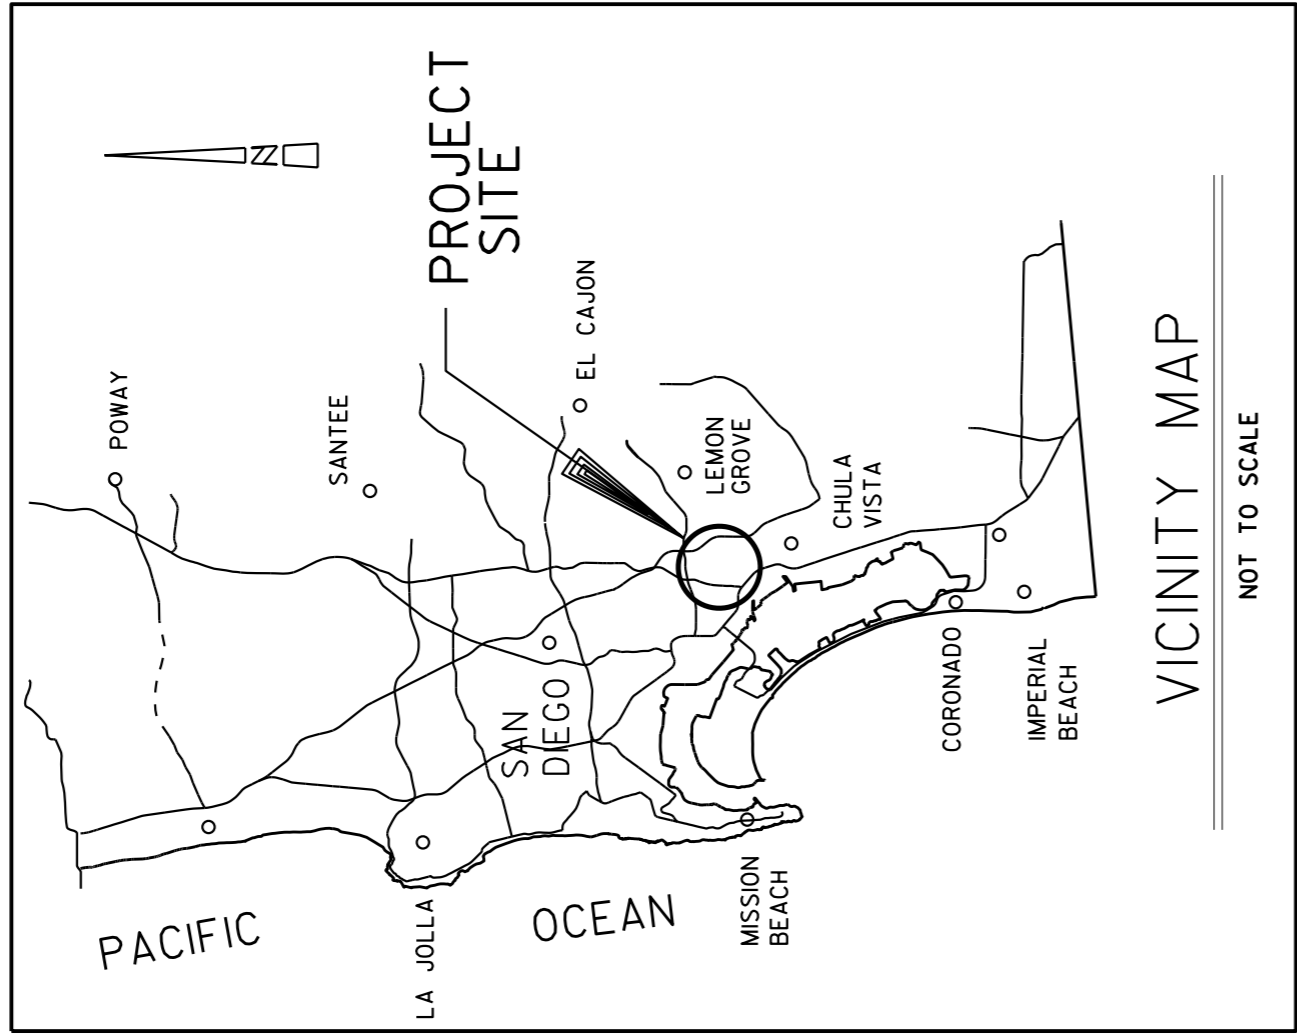 POWAY
SANTEE
N
PROJECT
SITE
EL CAJON
LEMON
GROVE
CHULA
VISTA
SAN
DIEGO
CORONADO
IMPERIAL
BEACH
PACIFIC
LA JOLLA
OCEAN
MISSION
BEACH
VICINITY MAP
NOT TO SCALE